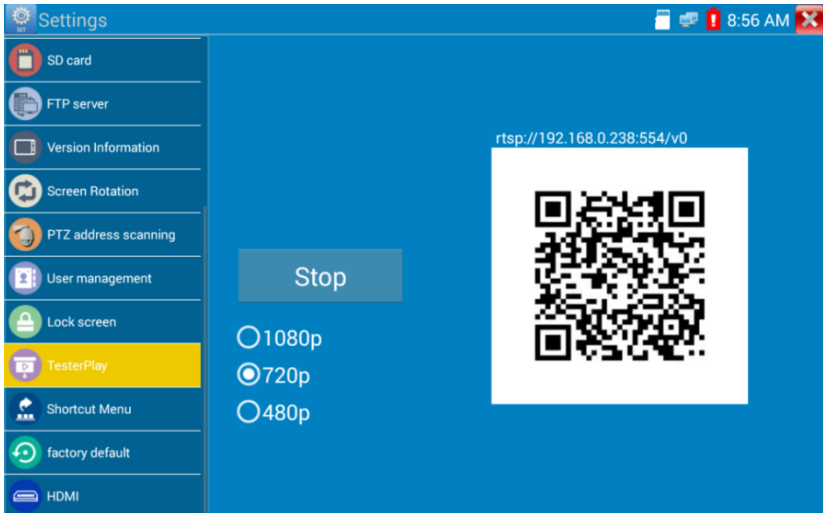 Settings
8:56 AM
SET
SD card
FTP server
Version Information
Screen Rotation
PTZ address scanning
User management
Lock screen
TesterPlay
Shortcut Menu
factory default
HDMI
rtsp://192.168.0.238:554/v0
Stop
1080p
720p
480p